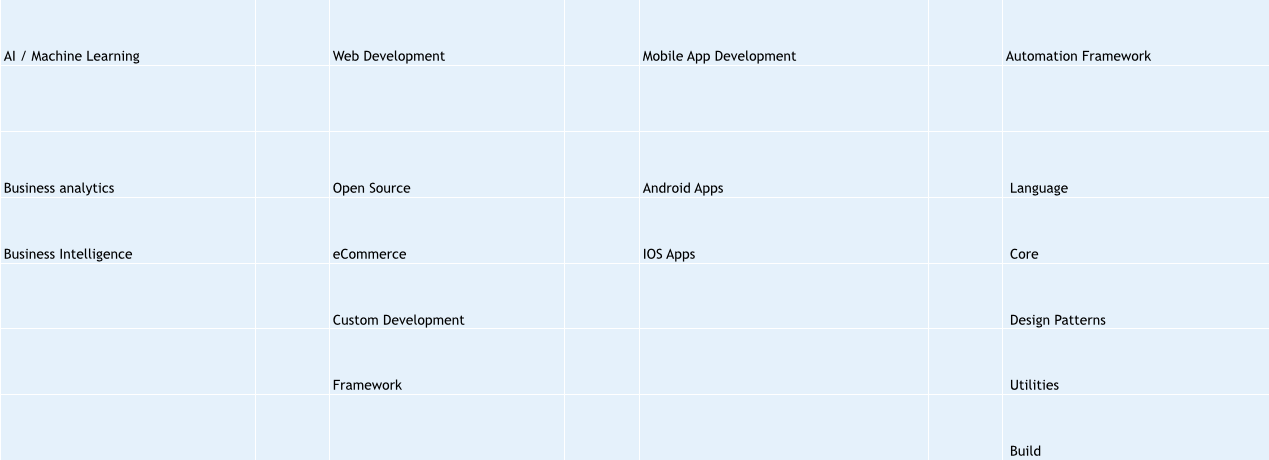 AI / Machine Learning Web Development Mobile App Development Automation Framework
Business analytics Open Source Android Apps Language
Business Intelligence eCommerce IOS Apps Core
Custom Development Design Patterns
Framework Utilities
Build